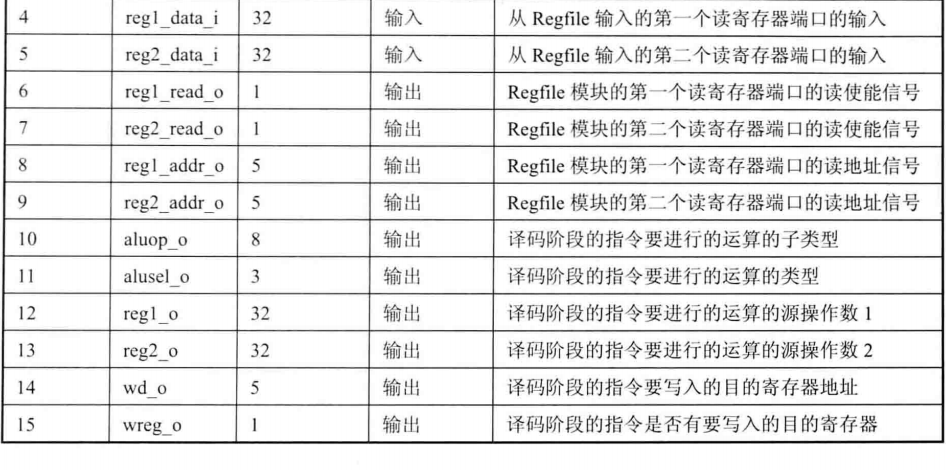 4 reg1_data_i 32 输入 从 Regfile 输入的第一个读寄存器端口的输入
5 reg2_data_i 32 输入 从 Regfile 输入的第二个读寄存器端口的输入
6 reg1_read_o 1 输出 Regfile 模块的第一个读寄存器端口的读使能信号
7 reg2_read_o 1 输出 Regfile 模块的第二个读寄存器端口的读使能信号
8 reg1_addr_o 5 输出 Regfile 模块的第一个读寄存器端口的读地址信号
9 reg2_addr_o 5 输出 Regfile 模块的第二个读寄存器端口的读地址信号
10 aluop_o 8 输出 译码阶段的指令要进行的运算的子类型
11 alusel_o 3 输出 译码阶段的指令要进行的运算的类型
12 reg1_o 32 输出 译码阶段的指令要进行的运算的源操作数 1
13 reg2_o 32 输出 译码阶段的指令要进行的运算的源操作数 2
14 wd_o 5 输出 译码阶段的指令要写入的目的寄存器地址
15 wreg_o 1 输出 译码阶段的指令是否有要写入的目的寄存器